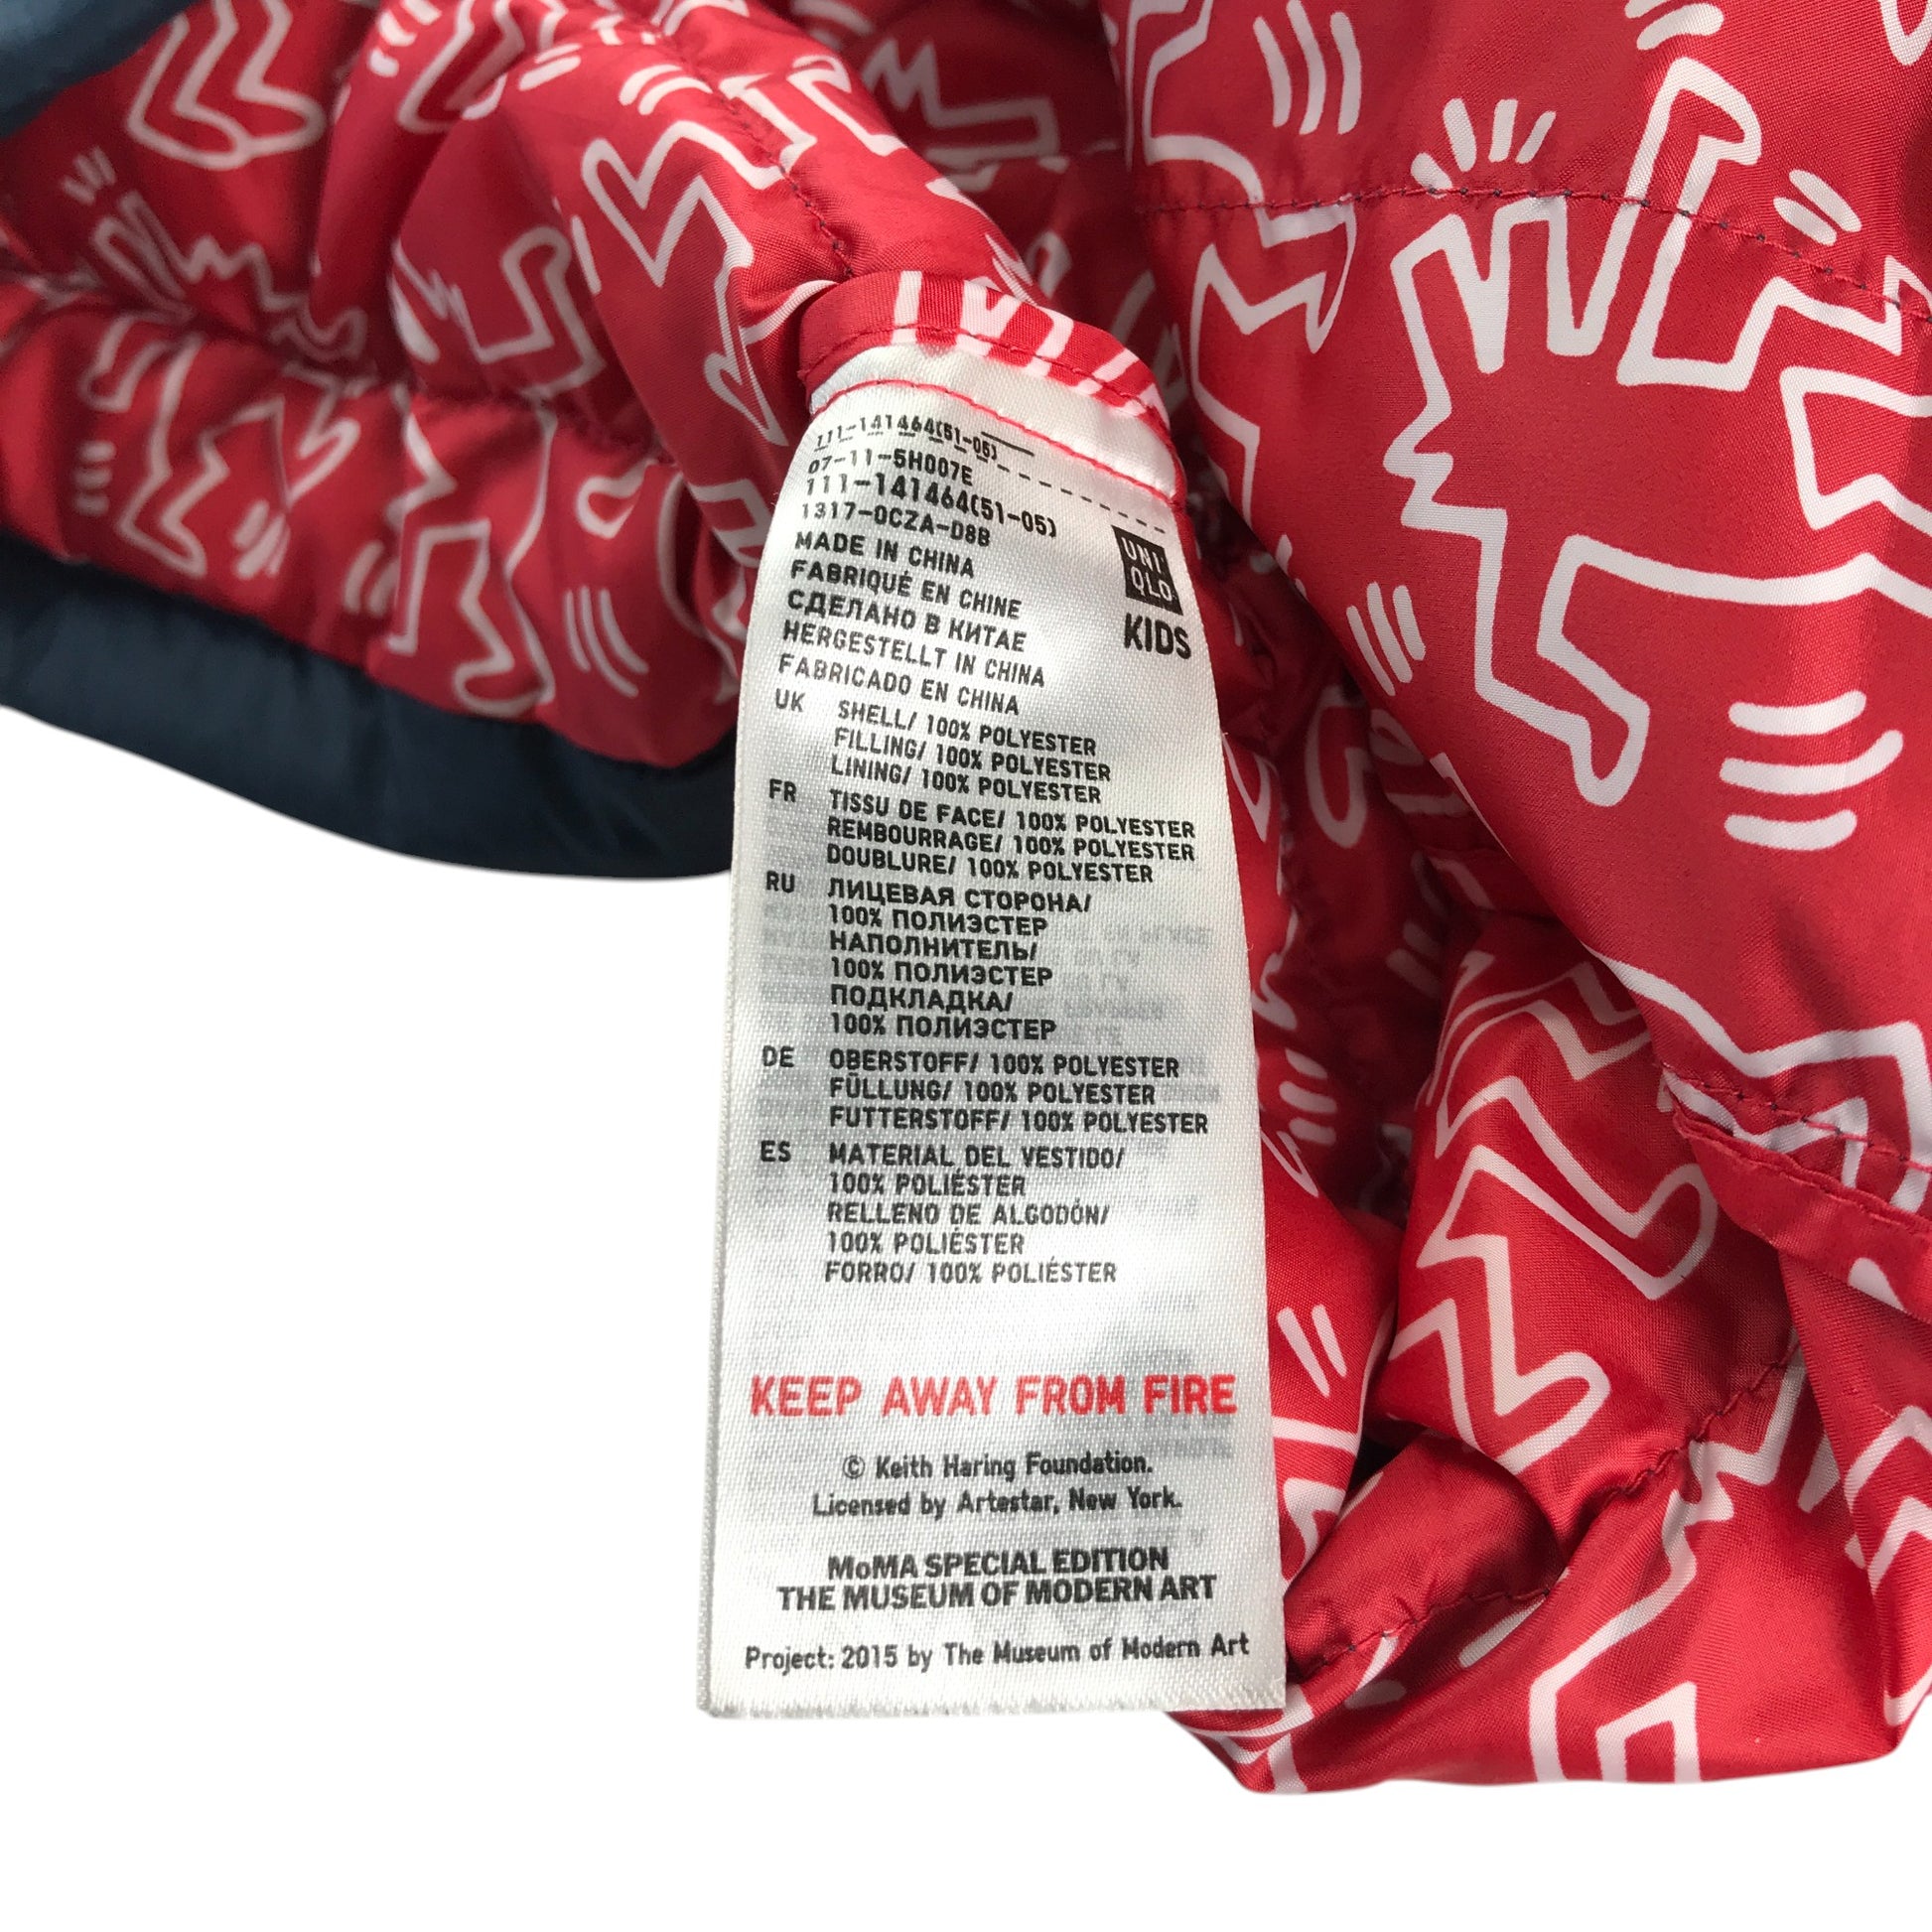 111-141464(51-05)
07-11-5H007E
111-141464(51-05)
1317-0CZA-D8B
UNI
QLO
KIDS
MADE IN CHINA
FABRIQUÉ EN CHINE
СДЕЛАНО В КИТАЕ
HERGESTELLT IN CHINA
FABRICADO EN CHINA
UK SHELL/ 100% POLYESTER
FILLING/ 100% POLYESTER
LINING/ 100% POLYESTER
FR TISSU DE FACE/ 100% POLYESTER
REMBOURRAGE/ 100% POLYESTER
DOUBLURE/ 100% POLYESTER
RU ЛИЦЕВАЯ СТОРОНА/
100% ПОЛИЭСТЕР
НАПОЛНИТЕЛЬ/
100% ПОЛИЭСТЕР
ПОДКЛАДКА/
100% ПОЛИЭСТЕР
DE OBERSTOFF/ 100% POLYESTER
FÜLLUNG/ 100% POLYESTER
FUTTERSTOFF/ 100% POLYESTER
ES MATERIAL DEL VESTIDO/
100% POLIÉSTER
RELLENO DE ALGODÓN/
100% POLIÉSTER
FORRO/ 100% POLIÉSTER
KEEP AWAY FROM FIRE
© Keith Haring Foundation.
Licensed by Artestar, New York.
MoMA SPECIAL EDITION
THE MUSEUM OF MODERN ART
Project: 2015 by The Museum of Modern Art